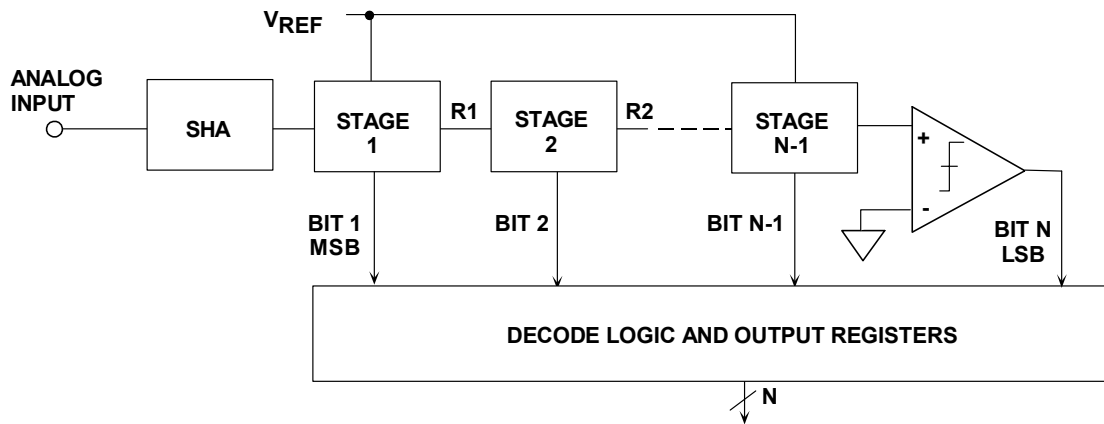 VREF
ANALOG
INPUT
SHA
STAGE
1
R1
STAGE
2
R2
STAGE
N-1
+
-
BIT 1
MSB
BIT 2
BIT N-1
BIT N
LSB
DECODE LOGIC AND OUTPUT REGISTERS
N